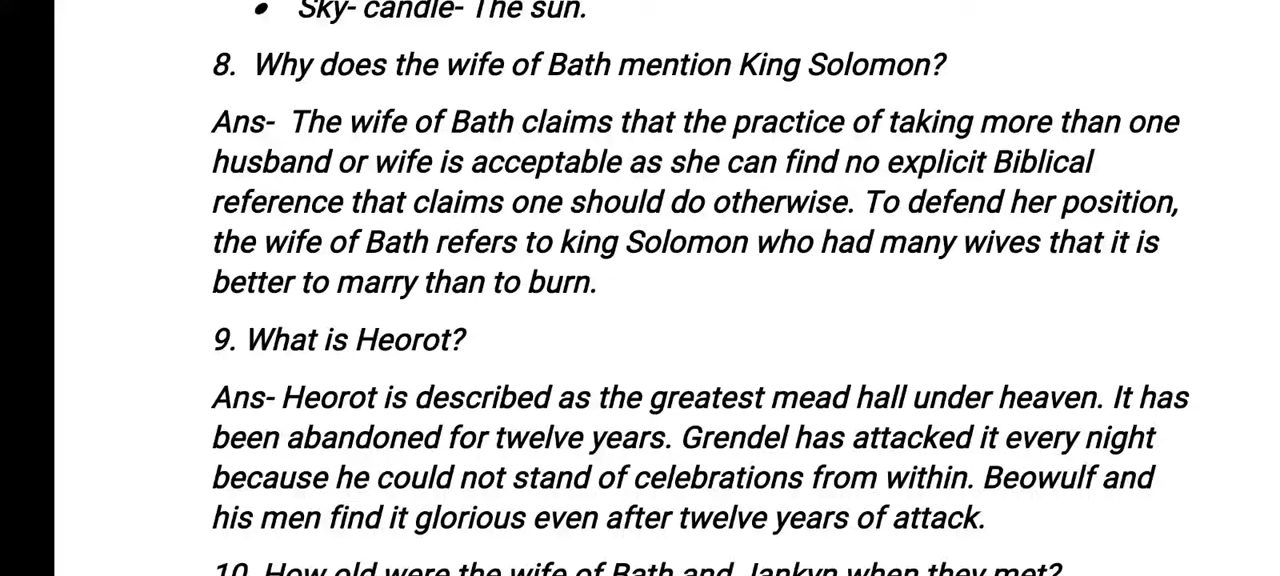 • Sky- candle- The sun.
8. Why does the wife of Bath mention King Solomon?
Ans- The wife of Bath claims that the practice of taking more than one
husband or wife is acceptable as she can find no explicit Biblical
reference that claims one should do otherwise. To defend her position,
the wife of Bath refers to king Solomon who had many wives that it is
better to marry than to burn.
9. What is Heorot?
Ans- Heorot is described as the greatest mead hall under heaven. It has
been abandoned for twelve years. Grendel has attacked it every night
because he could not stand of celebrations from within. Beowulf and
his men find it glorious even after twelve years of attack.
10. How old were the wife of Bath and Jankyn when they met?